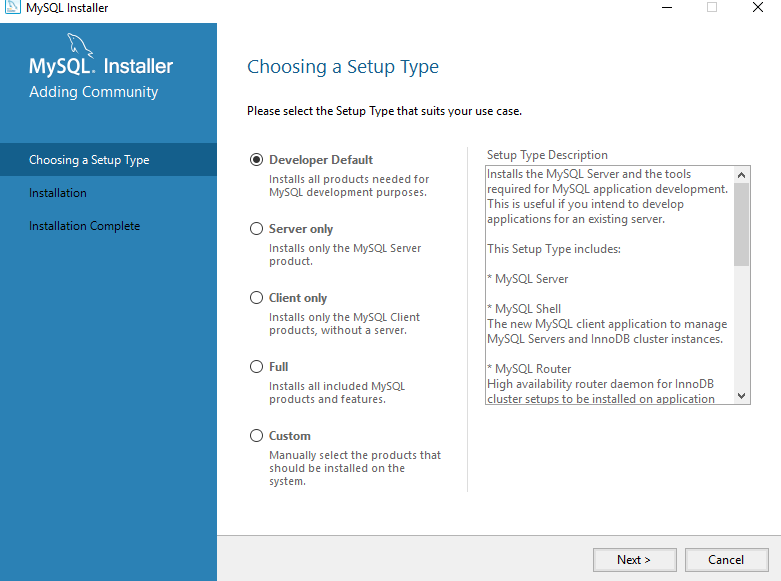 MySQL Installer
MySQL. Installer
Adding Community
Choosing a Setup Type
Installation
Installation Complete
Choosing a Setup Type
Please select the Setup Type that suits your use case.
Developer Default
Installs all products needed for
MySQL development purposes.
Server only
Installs only the MySQL Server
product.
Client only
Installs only the MySQL Client
products, without a server.
Full
Installs all included MySQL
products and features.
Custom
Manually select the products that
should be installed on the
system.
Setup Type Description
Installs the MySQL Server and the tools
required for MySQL application development.
This is useful if you intend to develop
applications for an existing server.
This Setup Type includes:
* MySQL Server
* MySQL Shell
The new MySQL client application to manage
MySQL Servers and InnoDB cluster instances.
* MySQL Router
High availability router daemon for InnoDB
cluster setups to be installed on application
Next >
Cancel